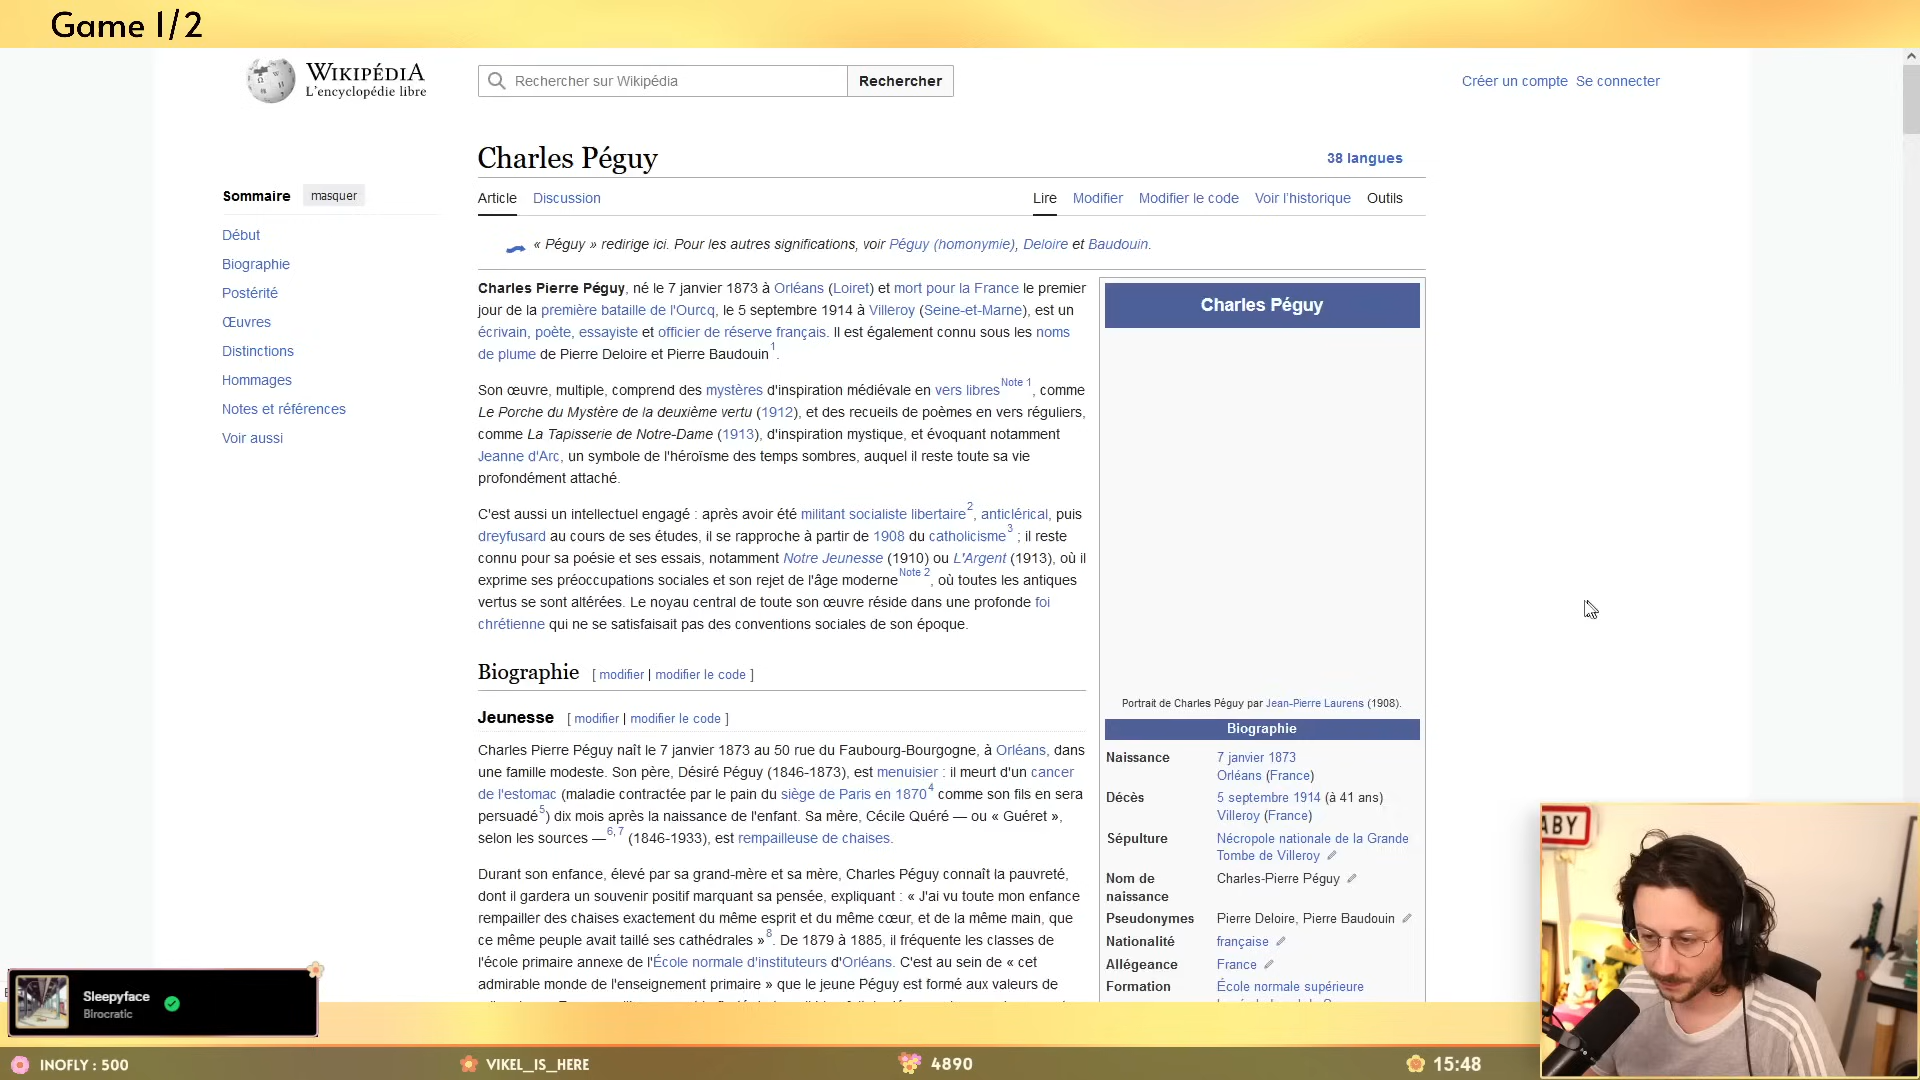 Game 1/2
WIKIPÉDIA
L'encyclopédie libre
Rechercher sur Wikipédia
Rechercher
Créer un compte Se connecter
Charles Péguy
38 langues
Article Discussion
Lire Modifier Modifier le code Voir l'historique Outils
Sommaire masquer
Début
Biographie
Postérité
Œuvres
Distinctions
Hommages
Notes et références
Voir aussi
« Péguy » redirige ici. Pour les autres significations, voir Péguy (homonymie), Deloire et Baudouin.
Charles Pierre Péguy, né le 7 janvier 1873 à Orléans (Loiret) et mort pour la France le premier
jour de la première bataille de l'Ourcq, le 5 septembre 1914 à Villeroy (Seine-et-Marne), est un
écrivain, poète, essayiste et officier de réserve français. Il est également connu sous les noms
de plume de Pierre Deloire et Pierre Baudouin1.
Son œuvre, multiple, comprend des mystères d'inspiration médiévale en vers libresNote 1, comme
Le Porche du Mystère de la deuxième vertu (1912), et des recueils de poèmes en vers réguliers,
comme La Tapisserie de Notre-Dame (1913), d'inspiration mystique, et évoquant notamment
Jeanne d'Arc, un symbole de l'héroïsme des temps sombres, auquel il reste toute sa vie
profondément attaché.
C'est aussi un intellectuel engagé : après avoir été militant socialiste libertaire2, anticlérical, puis
dreyfusard au cours de ses études, il se rapproche à partir de 1908 du catholicisme3 ; il reste
connu pour sa poésie et ses essais, notamment Notre Jeunesse (1910) ou L'Argent (1913), où il
exprime ses préoccupations sociales et son rejet de l'âge moderneNote 2, où toutes les antiques
vertus se sont altérées. Le noyau central de toute son œuvre réside dans une profonde foi
chrétienne qui ne se satisfaisait pas des conventions sociales de son époque.
Biographie [ modifier | modifier le code ]
Jeunesse [ modifier | modifier le code ]
Charles Pierre Péguy naît le 7 janvier 1873 au 50 rue du Faubourg-Bourgogne, à Orléans, dans
une famille modeste. Son père, Désiré Péguy (1846-1873), est menuisier : il meurt d'un cancer
de l'estomac (maladie contractée par le pain du siège de Paris en 18704 comme son fils en sera
persuadé5) dix mois après la naissance de l'enfant. Sa mère, Cécile Quéré — ou « Guéret »,
selon les sources —6,7 (1846-1933), est rempailleuse de chaises.
Durant son enfance, élevé par sa grand-mère et sa mère, Charles Péguy connaît la pauvreté,
dont il gardera un souvenir positif marquant sa pensée, expliquant : « J'ai vu toute mon enfance
rempailler des chaises exactement du même esprit et du même cœur, et de la même main, que
ce même peuple avait taillé ses cathédrales »8. De 1879 à 1885, il fréquente les classes de
l'école primaire annexe de l'École normale d'instituteurs d'Orléans. C'est au sein de « cet
admirable monde de l'enseignement primaire » que le jeune Péguy est formé aux valeurs de
Charles Péguy
Portrait de Charles Péguy par Jean-Pierre Laurens (1908).
Biographie
Naissance 7 janvier 1873
Orléans (France)
Décès 5 septembre 1914 (à 41 ans)
Villeroy (France)
Sépulture Nécropole nationale de la Grande
Tombe de Villeroy
Nom de naissance Charles-Pierre Péguy
Pseudonymes Pierre Deloire, Pierre Baudouin
Nationalité française
Allégeance France
Formation École normale supérieure
ABY
Sleepyface
Birocratic
INOFLY : 500
VIKEL_IS_HERE
4890
15:48